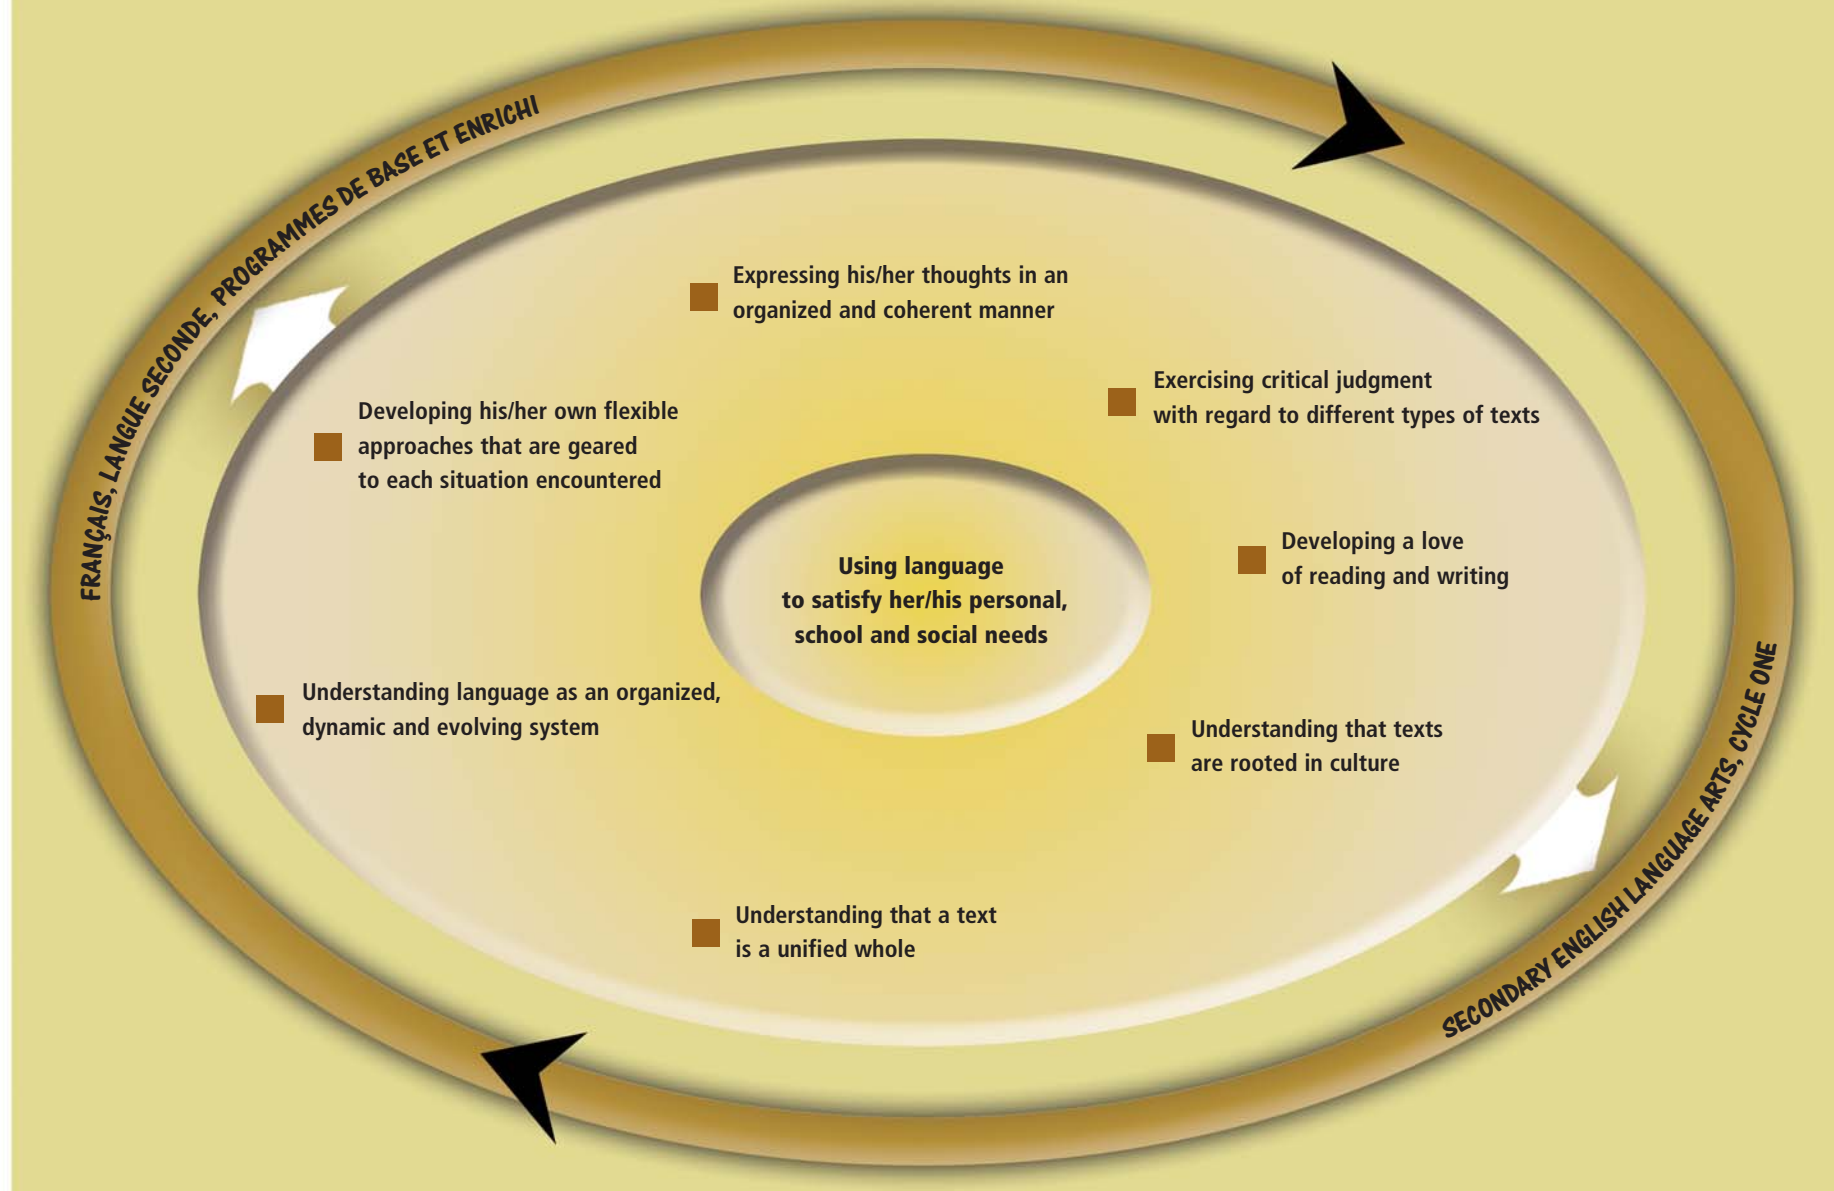 FRANÇAIS, LANGUE SECONDE, PROGRAMMES DE BASE ET ENRICHI
Expressing his/her thoughts in an
organized and coherent manner
Exercising critical judgment
with regard to different types of texts
Developing his/her own flexible
approaches that are geared
to each situation encountered
Developing a love
of reading and writing
Using language
to satisfy her/his personal,
school and social needs
Understanding language as an organized,
dynamic and evolving system
Understanding that texts
are rooted in culture
Understanding that a text
is a unified whole
SECONDARY ENGLISH LANGUAGE ARTS, CYCLE ONE